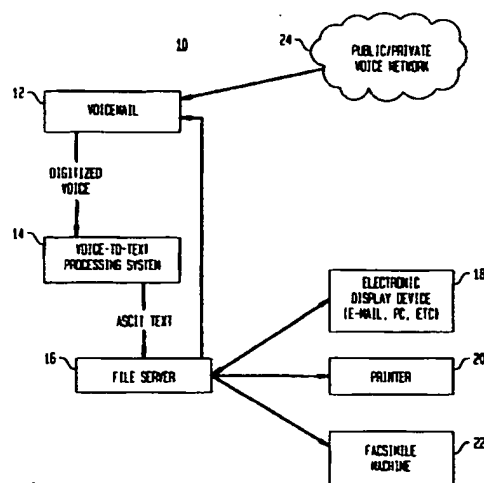 10
24
PUBLIC/PRIVATE
VOICE NETWORK
12
VOICEMAIL
DIGITIZED
VOICE
14
VOICE-TO-TEXT
PROCESSING SYSTEM
ASCII TEXT
16
FILE SERVER
ELECTRONIC
DISPLAY DEVICE
(E-MAIL, PC, ETC)
18
PRINTER
20
FACSIMILE
MACHINE
22